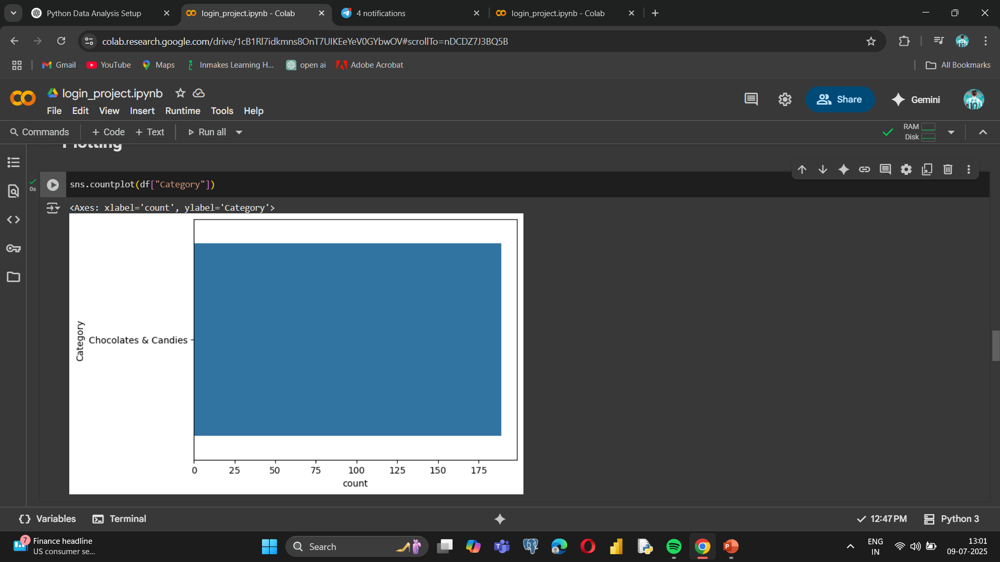 Python Data Analysis Setup
login_project.ipynb - Colab
4 notifications
login_project.ipynb - Colab
colab.research.google.com/drive/1cB1Rl7idkmns8OnT7UIKEeYeV0GYbwOV#scrollTo=nDCDZ7J3BQ5B
Gmail YouTube Maps Inmakes Learning H... open ai Adobe Acrobat All Bookmarks
login_project.ipynb
File Edit View Insert Runtime Tools Help
Share Gemini
Commands + Code + Text Run all
RAM
Disk
Plotting
0s
sns.countplot(df["Category"])
<Axes: xlabel='count', ylabel='Category'>
Category
Chocolates & Candies
0 25 50 75 100 125 150 175
count
Variables Terminal 12:47 PM Python 3
7
Finance headline
US consumer se...
Search
ENG
IN
13:01
09-07-2025